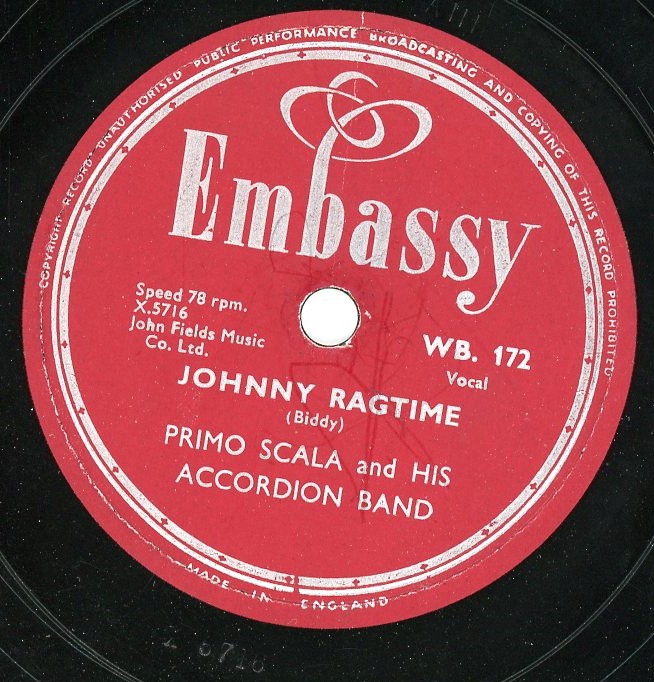 COPYRIGHT RECORD UNAUTHORISED PUBLIC PERFORMANCE BROADCASTING AND COPYING OF THIS RECORD PROHIBITED
Embassy
Speed 78 rpm.
X.5716
John Fields Music
Co. Ltd.
WB. 172
Vocal
JOHNNY RAGTIME
(Biddy)
PRIMO SCALA and HIS
ACCORDION BAND
MADE IN ENGLAND